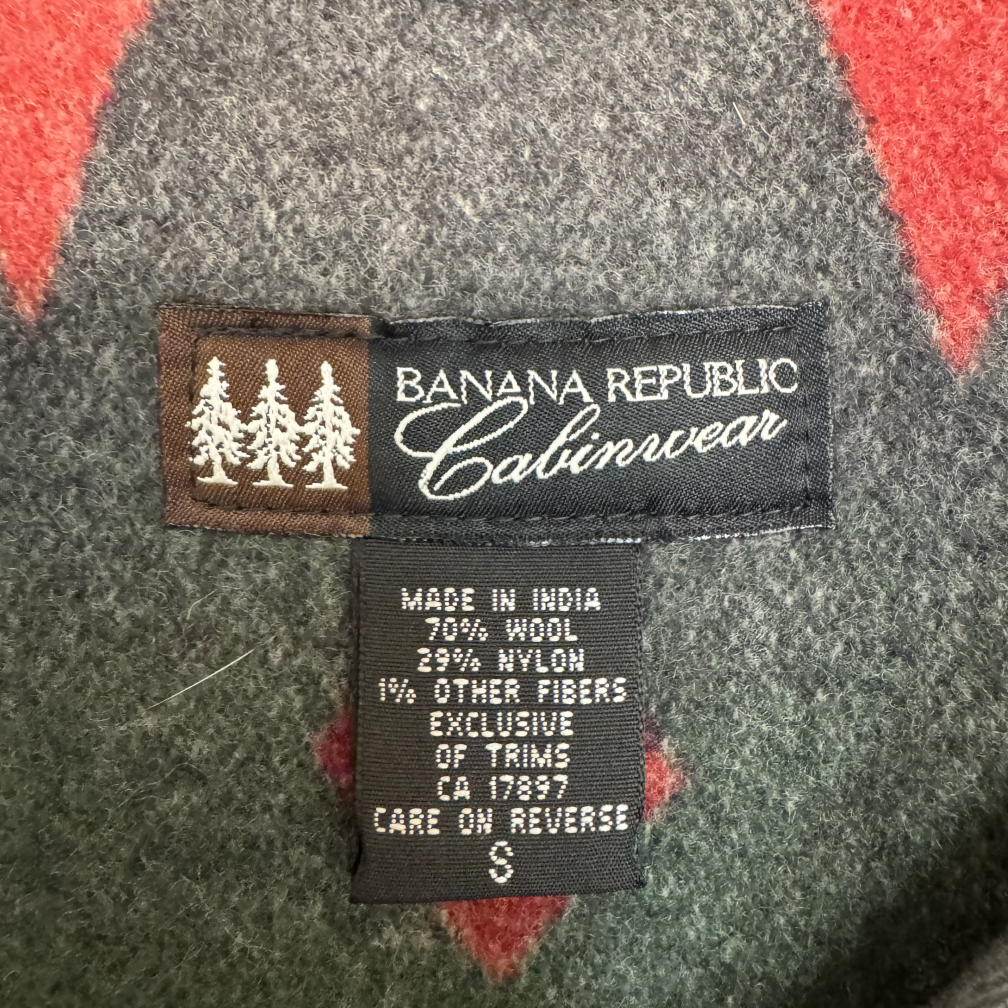 BANANA REPUBLIC
Cabinwear
MADE IN INDIA
70% WOOL
29% NYLON
1% OTHER FIBERS
EXCLUSIVE
OF TRIMS
CA 17897
CARE ON REVERSE
S